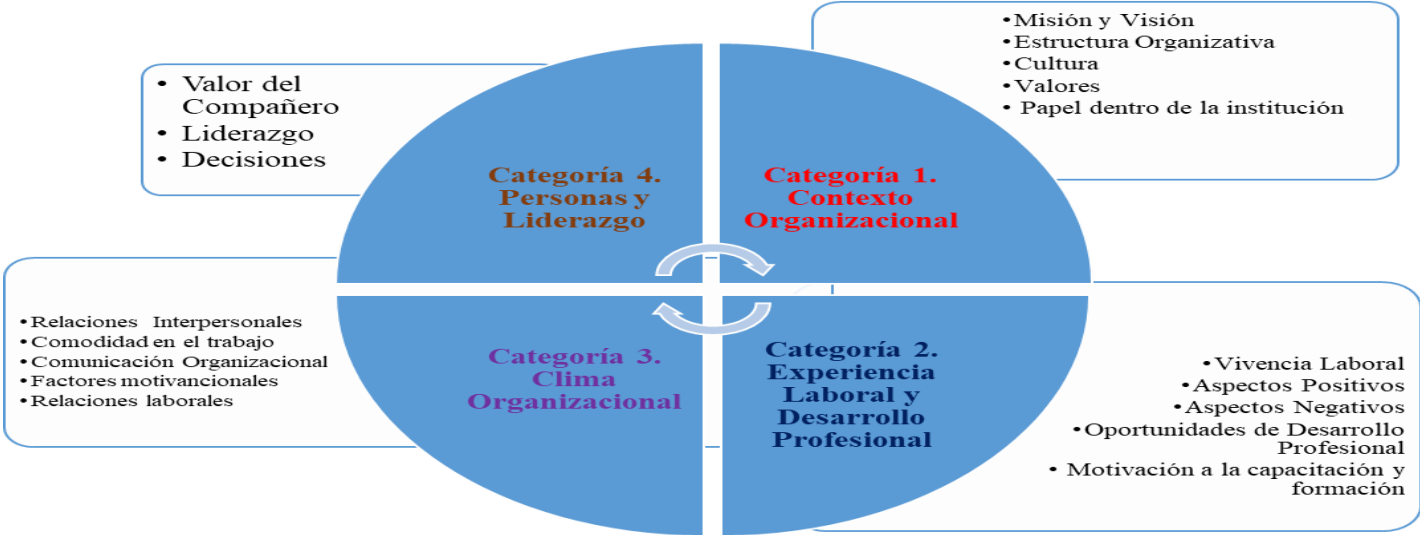 Categoría 1.
Contexto
Organizacional
•Misión y Visión
•Estructura Organizativa
•Cultura
•Valores
• Papel dentro de la institución
Categoría 2.
Experiencia
Laboral y
Desarrollo
Profesional
•Vivencia Laboral
•Aspectos Positivos
•Aspectos Negativos
•Oportunidades de Desarrollo
Profesional
• Motivación a la capacitación y
formación
Categoría 3.
Clima
Organizacional
•Relaciones Interpersonales
•Comodidad en el trabajo
•Comunicación Organizacional
•Factores motivancionales
•Relaciones laborales
Categoría 4.
Personas y
Liderazgo
• Valor del
Compañero
• Liderazgo
• Decisiones